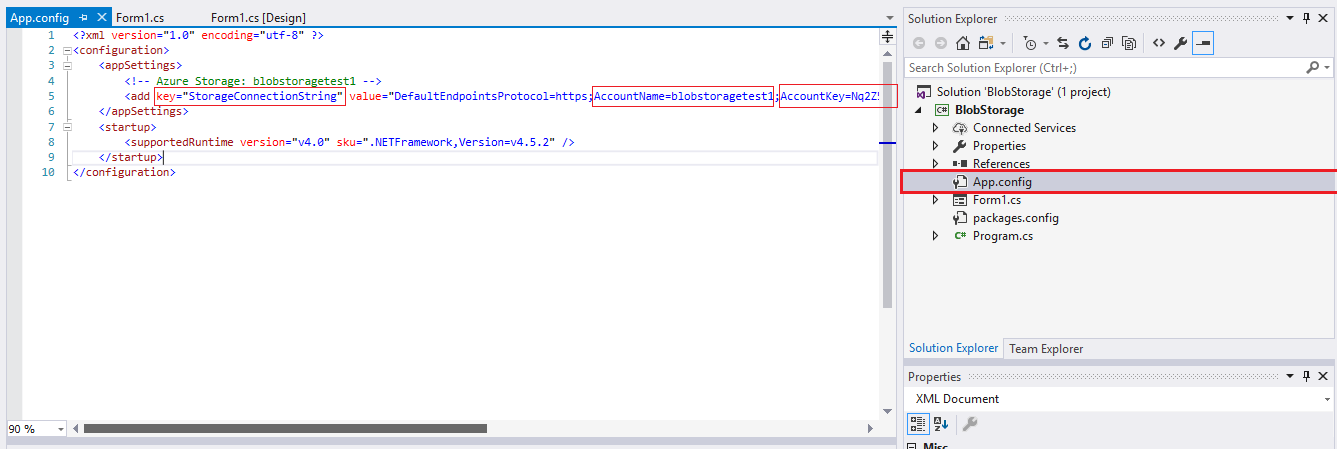 App.config
Form1.cs
Form1.cs [Design]
1 <?xml version="1.0" encoding="utf-8" ?>
2 <configuration>
3 <appSettings>
4 <!-- Azure Storage: blobstoragetest1 -->
5 <add key="StorageConnectionString" value="DefaultEndpointsProtocol=https;AccountName=blobstoragetest1;AccountKey=Nq2Z
6 </appSettings>
7 <startup>
8 <supportedRuntime version="v4.0" sku=".NETFramework,Version=v4.5.2" />
9 </startup>
10 </configuration>
90 %
Solution Explorer
Search Solution Explorer (Ctrl+;)
Solution 'BlobStorage' (1 project)
BlobStorage
Connected Services
Properties
References
App.config
Form1.cs
packages.config
C# Program.cs
Solution Explorer
Team Explorer
Properties
XML Document
Misc